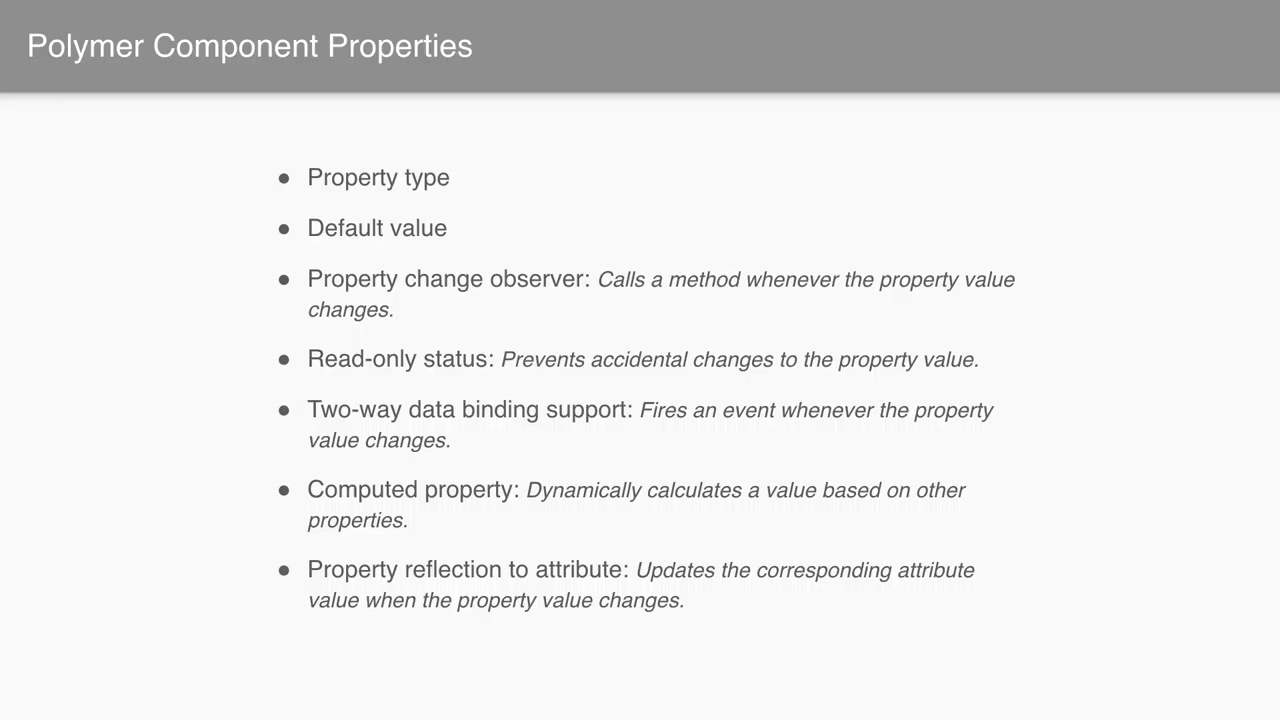 Polymer Component Properties
● Property type
● Default value
● Property change observer: Calls a method whenever the property value
changes.
● Read-only status: Prevents accidental changes to the property value.
● Two-way data binding support: Fires an event whenever the property
value changes.
● Computed property: Dynamically calculates a value based on other
properties.
● Property reflection to attribute: Updates the corresponding attribute
value when the property value changes.